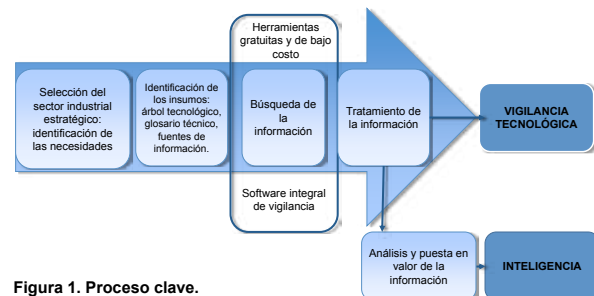 Herramientas
gratuitas y de bajo
costo
Selección del
sector industrial
estratégico:
identificación de
las necesidades
Identificación de
los insumos:
árbol tecnológico,
glosario técnico,
fuentes de
información.
Búsqueda de
la
información
Tratamiento de
la información
VIGILANCIA
TECNOLÓGICA
Software integral
de vigilancia
Análisis y puesta en
valor de la
información
INTELIGENCIA
Figura 1. Proceso clave.